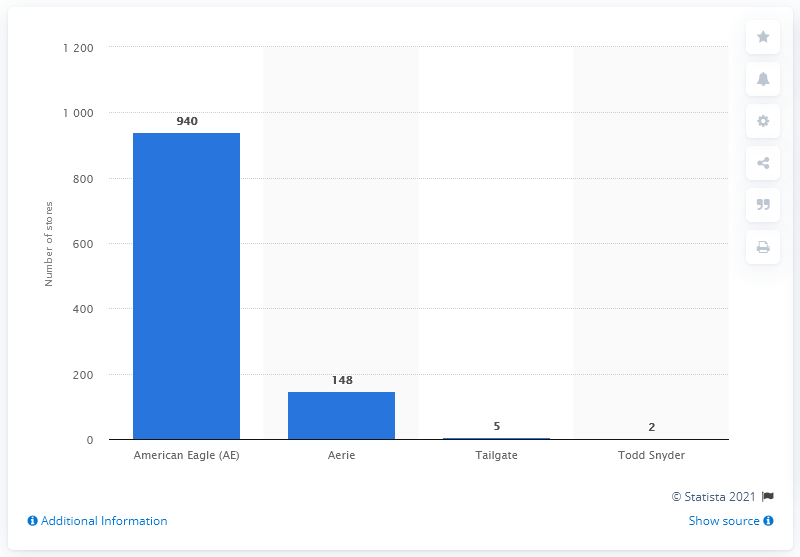 1 200
1 000
800
600
400
200
0
Number of stores
940
148
5
2
American Eagle (AE)
Aerie
Tailgate
Todd Snyder
© Statista 2021
Additional Information
Show source